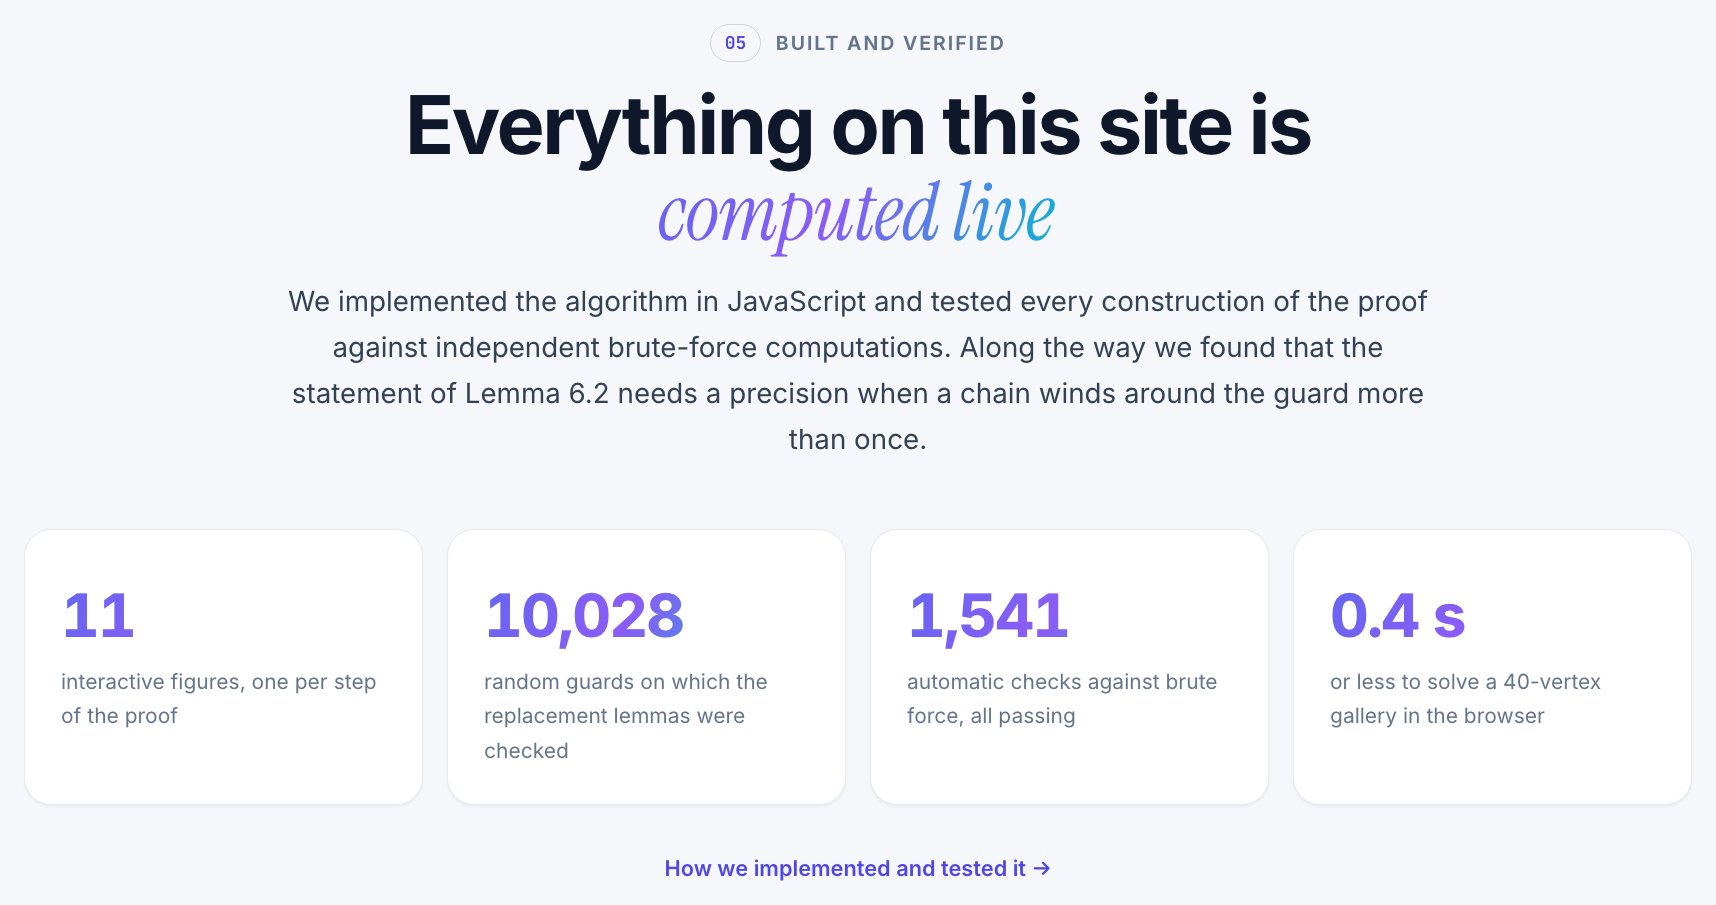 05 BUILT AND VERIFIED
Everything on this site is
computed live
We implemented the algorithm in JavaScript and tested every construction of the proof
against independent brute-force computations. Along the way we found that the
statement of Lemma 6.2 needs a precision when a chain winds around the guard more
than once.
11
interactive figures, one per step
of the proof
10,028
random guards on which the
replacement lemmas were
checked
1,541
automatic checks against brute
force, all passing
0.4 s
or less to solve a 40-vertex
gallery in the browser
How we implemented and tested it →